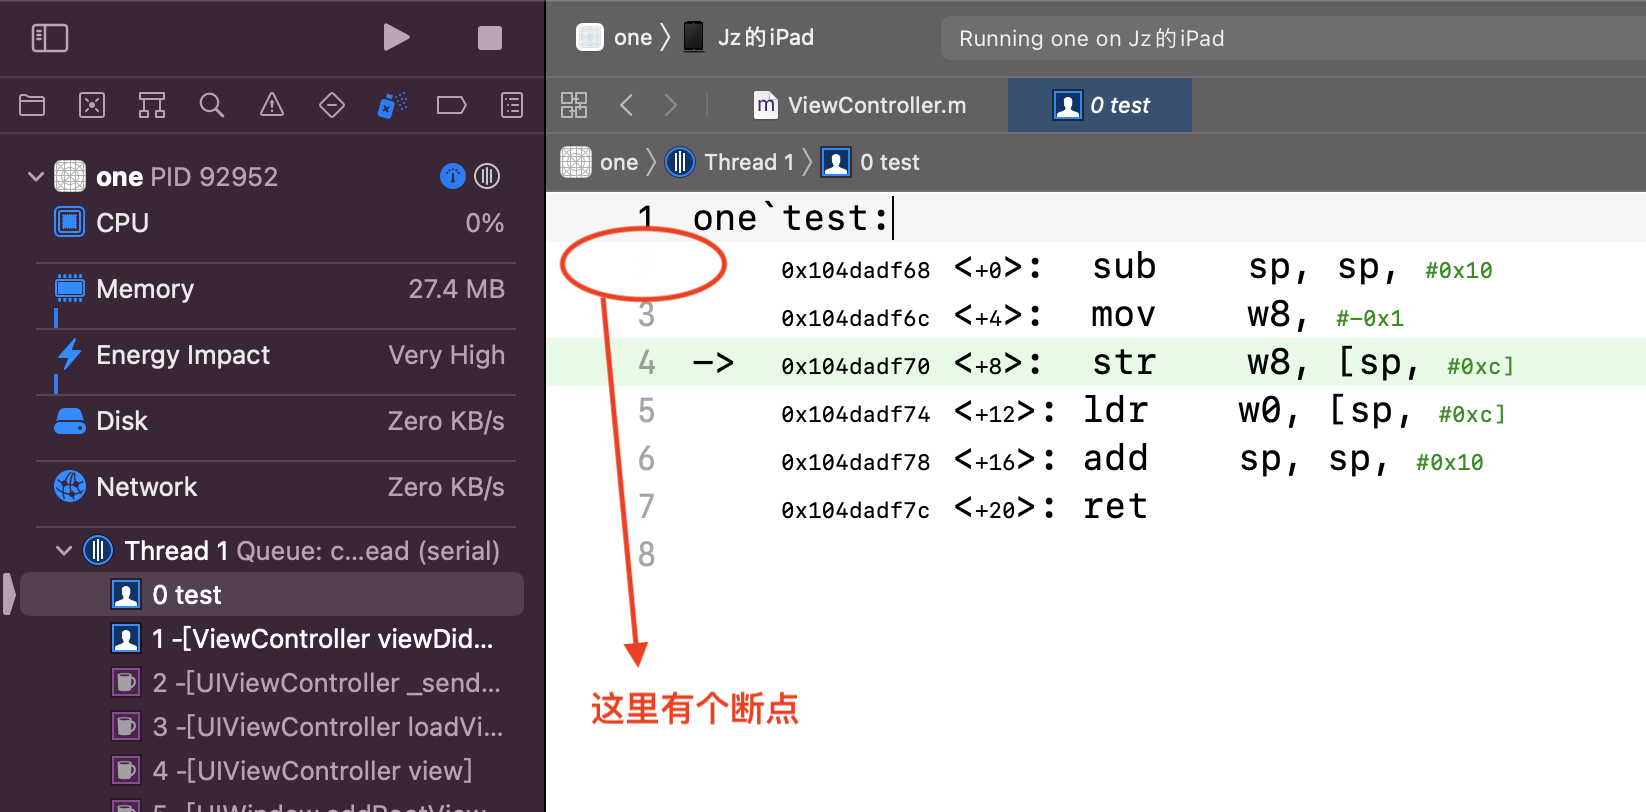 one
Jz的iPad
Running one on Jz的iPad
ViewController.m
0 test
one PID 92952
one
Thread 1
0 test
CPU 0%
Memory 27.4 MB
Energy Impact Very High
Disk Zero KB/s
Network Zero KB/s
Thread 1 Queue: c...ead (serial)
0 test
1 -[ViewController viewDid...
2 -[UIViewController _send...
3 -[UIViewController loadVi...
4 -[UIViewController view]
1 one`test:
0x104dadf68 <+0>: sub sp, sp, #0x10
3 0x104dadf6c <+4>: mov w8, #-0x1
4 -> 0x104dadf70 <+8>: str w8, [sp, #0xc]
5 0x104dadf74 <+12>: ldr w0, [sp, #0xc]
6 0x104dadf78 <+16>: add sp, sp, #0x10
7 0x104dadf7c <+20>: ret
8
这里有个断点